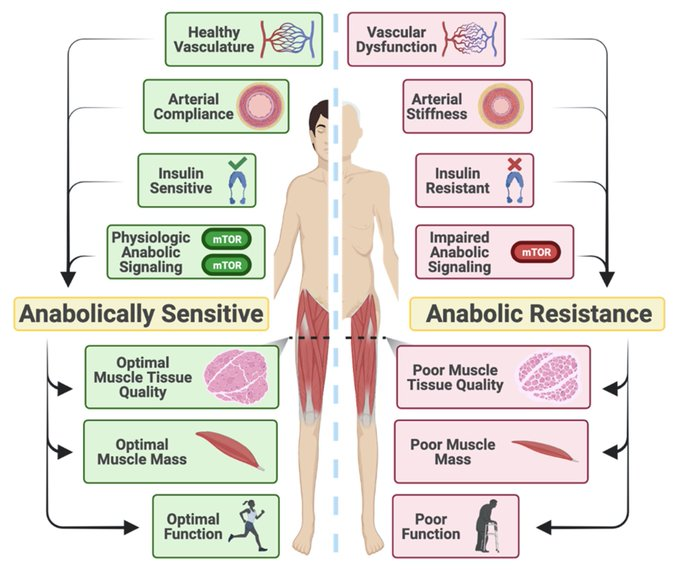 Healthy
Vasculature
Vascular
Dysfunction
Arterial
Compliance
Arterial
Stiffness
Insulin
Sensitive
Insulin
Resistant
Physiologic
Anabolic
Signaling
mTOR
mTOR
Impaired
Anabolic
Signaling
mTOR
Anabolically Sensitive
Anabolic Resistance
Optimal
Muscle Tissue
Quality
Poor Muscle
Tissue Quality
Optimal
Muscle Mass
Poor Muscle
Mass
Optimal
Function
Poor
Function